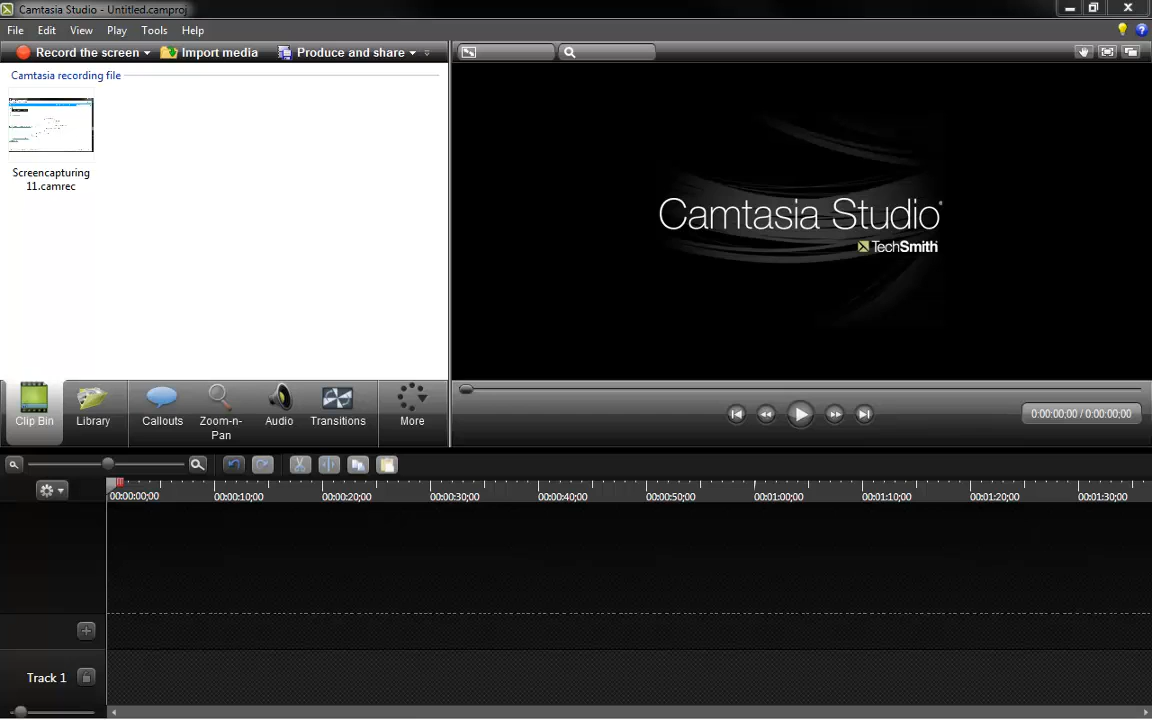 Camtasia Studio - Untitled.camproj
File Edit View Play Tools Help
Record the screen Import media Produce and share
Camtasia recording file
Screencapturing
11.camrec
Camtasia Studio
TechSmith
Clip Bin Library Callouts Zoom-n-
Pan Audio Transitions More
0:00:00;00 / 0:00:00;00
00:00:00;00 00:00:10;00 00:00:20;00 00:00:30;00 00:00:40;00 00:00:50;00 00:01:00;00 00:01:10;00 00:01:20;00 00:01:30;00
Track 1